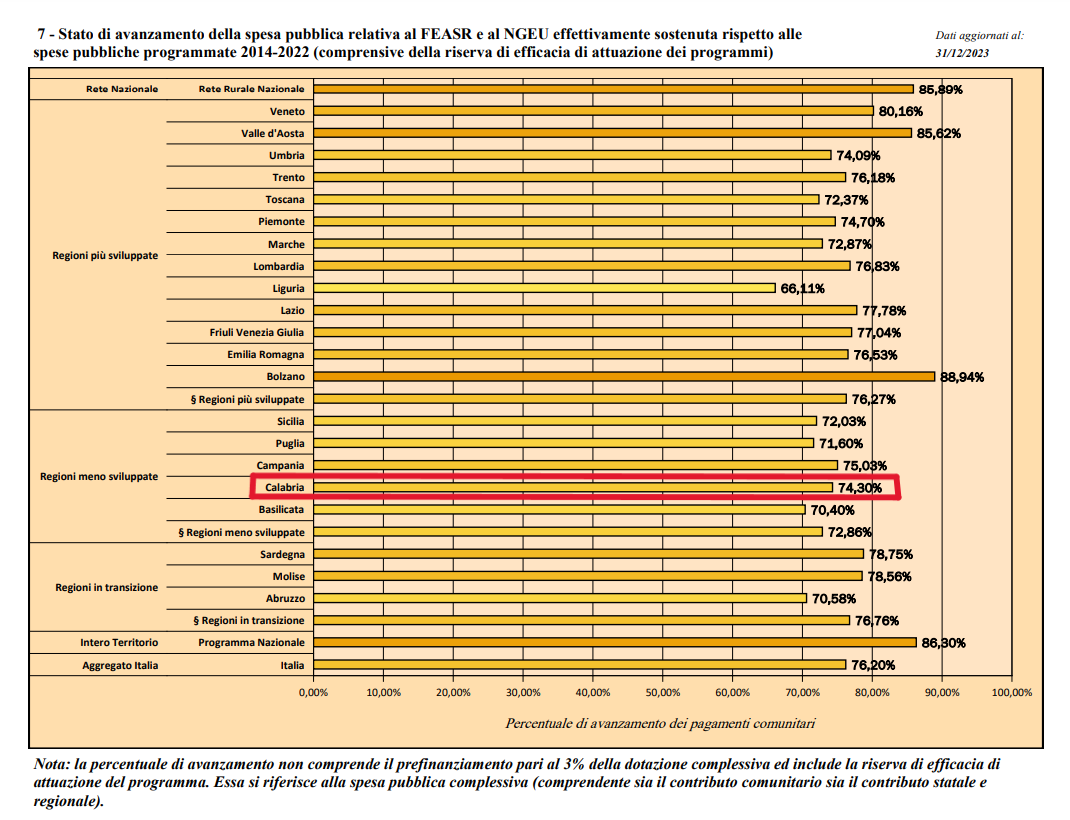 7 - Stato di avanzamento della spesa pubblica relativa al FEASR e al NGEU effettivamente sostenuta rispetto alle
spese pubbliche programmate 2014-2022 (comprensive della riserva di efficacia di attuazione dei programmi)
Dati aggiornati al:
31/12/2023
Rete Nazionale Rete Rurale Nazionale 85,89%
Veneto 80,16%
Valle d'Aosta 85,62%
Umbria 74,09%
Trento 76,18%
Toscana 72,37%
Piemonte 74,70%
Marche 72,87%
Regioni più sviluppate
Lombardia 76,83%
Liguria 66,11%
Lazio 77,78%
Friuli Venezia Giulia 77,04%
Emilia Romagna 76,53%
Bolzano 88,94%
§ Regioni più sviluppate 76,27%
Sicilia 72,03%
Puglia 71,60%
Campania 75,03%
Regioni meno sviluppate
Calabria 74,30%
Basilicata 70,40%
§ Regioni meno sviluppate 72,86%
Sardegna 78,75%
Molise 78,56%
Regioni in transizione
Abruzzo 70,58%
§ Regioni in transizione 76,76%
Intero Territorio Programma Nazionale 86,30%
Aggregato Italia Italia 76,20%
0,00% 10,00% 20,00% 30,00% 40,00% 50,00% 60,00% 70,00% 80,00% 90,00% 100,00%
Percentuale di avanzamento dei pagamenti comunitari
Nota: la percentuale di avanzamento non comprende il prefinanziamento pari al 3% della dotazione complessiva ed include la riserva di efficacia di
attuazione del programma. Essa si riferisce alla spesa pubblica complessiva (comprendente sia il contributo comunitario sia il contributo statale e
regionale).